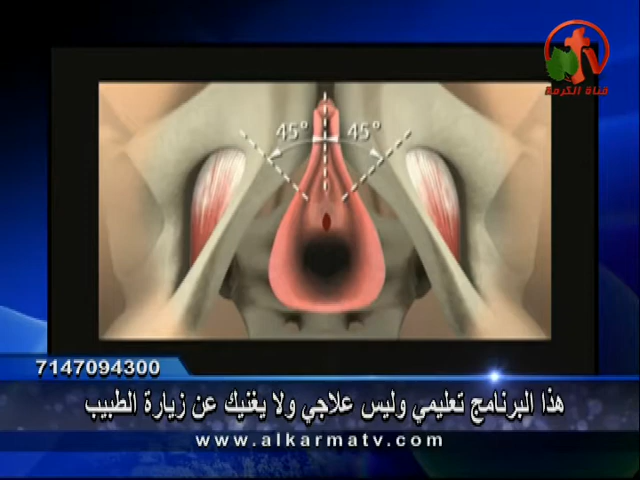 قناة الكرمة
45° 45°
7147094300
هذا البرنامج تعليمي وليس علاجي ولا يغنيك عن زيارة الطبيب
www.alkarmatv.com